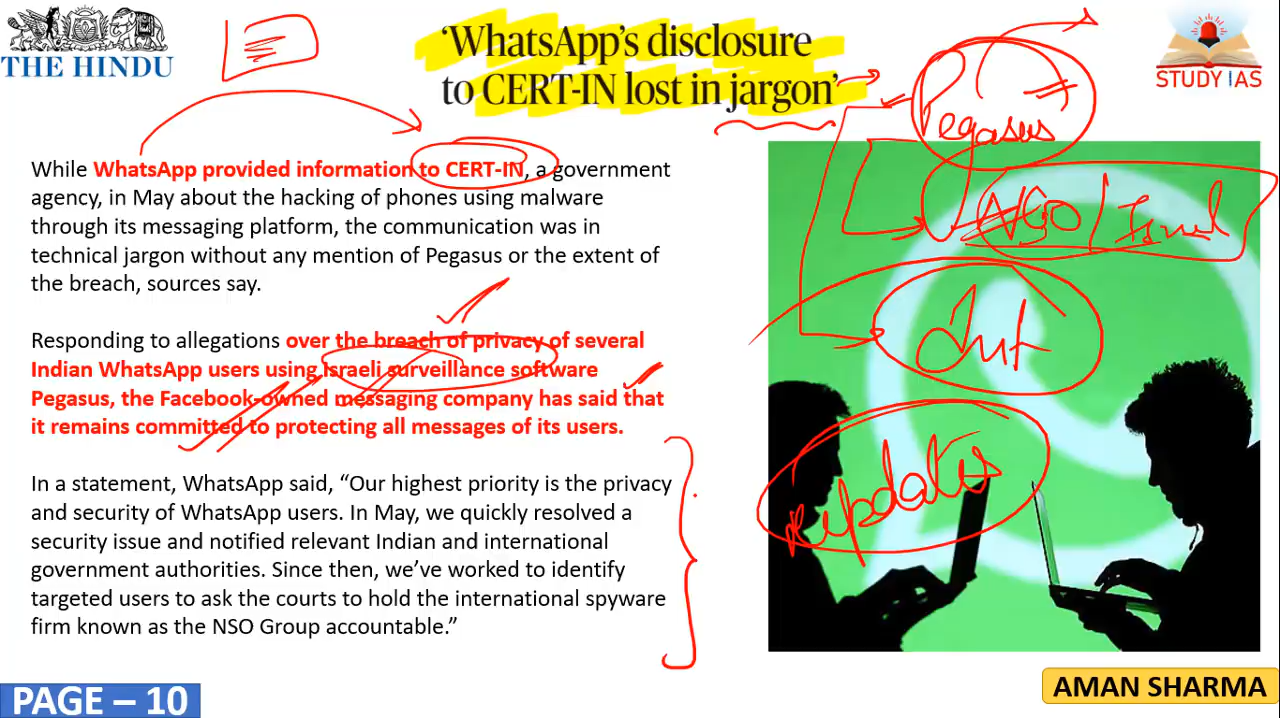 THE HINDU
‘WhatsApp’s disclosure
to CERT-IN lost in jargon’
STUDY IAS
Pegasus
While WhatsApp provided information to CERT-IN, a government
agency, in May about the hacking of phones using malware
through its messaging platform, the communication was in
technical jargon without any mention of Pegasus or the extent of
the breach, sources say.
Responding to allegations over the breach of privacy of several
Indian WhatsApp users using Israeli surveillance software
Pegasus, the Facebook-owned messaging company has said that
it remains committed to protecting all messages of its users.
In a statement, WhatsApp said, “Our highest priority is the privacy
and security of WhatsApp users. In May, we quickly resolved a
security issue and notified relevant Indian and international
government authorities. Since then, we’ve worked to identify
targeted users to ask the courts to hold the international spyware
firm known as the NSO Group accountable.”
Israel
updates
PAGE – 10
AMAN SHARMA